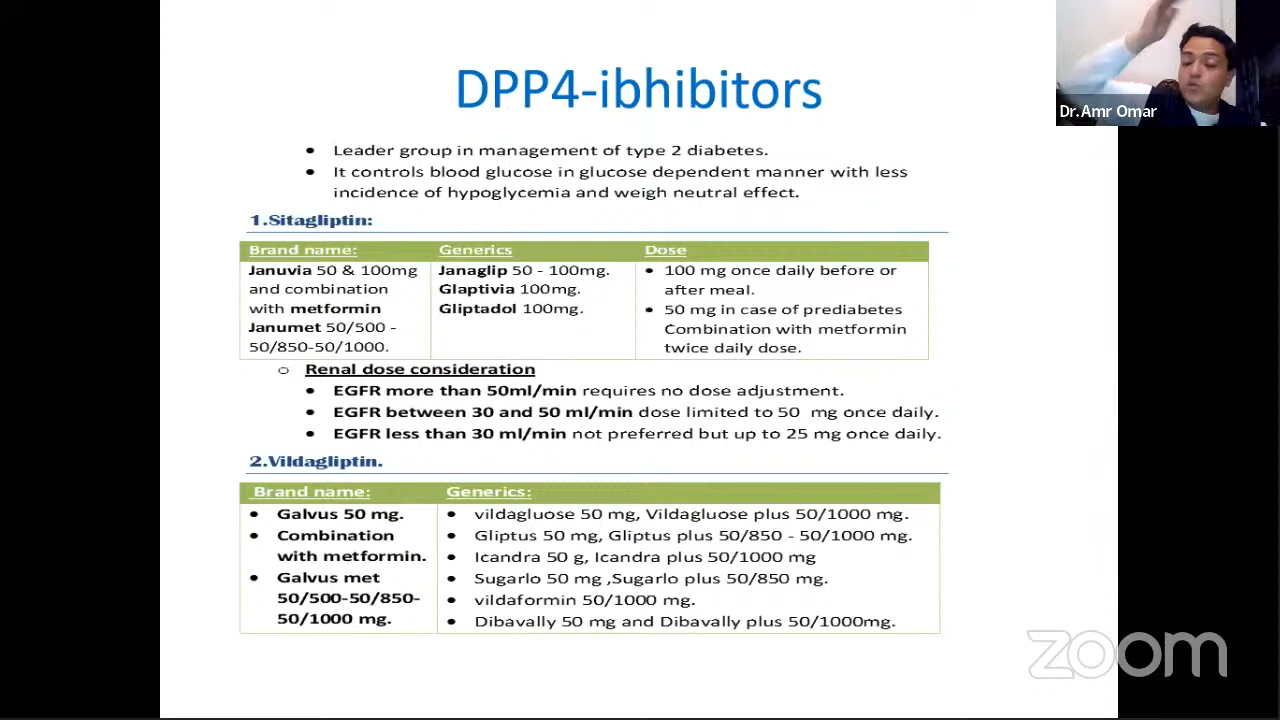 DPP4-ibhibitors
Dr.Amr Omar
• Leader group in management of type 2 diabetes.
• It controls blood glucose in glucose dependent manner with less
incidence of hypoglycemia and weigh neutral effect.
1.Sitagliptin:
Brand name:
Januvia 50 & 100mg
and combination
with metformin
Janumet 50/500 -
50/850-50/1000.
Generics
Janaglip 50 - 100mg.
Glaptivia 100mg.
Gliptadol 100mg.
Dose
• 100 mg once daily before or
after meal.
• 50 mg in case of prediabetes
Combination with metformin
twice daily dose.
○ Renal dose consideration
• EGFR more than 50ml/min requires no dose adjustment.
• EGFR between 30 and 50 ml/min dose limited to 50 mg once daily.
• EGFR less than 30 ml/min not preferred but up to 25 mg once daily.
2.Vildagliptin.
Brand name:
• Galvus 50 mg.
• Combination
with metformin.
• Galvus met
50/500-50/850-
50/1000 mg.
Generics:
• vildagluose 50 mg, Vildagluose plus 50/1000 mg.
• Gliptus 50 mg, Gliptus plus 50/850 - 50/1000 mg.
• Icandra 50 g, Icandra plus 50/1000 mg
• Sugarlo 50 mg ,Sugarlo plus 50/850 mg.
• vildaformin 50/1000 mg.
• Dibavally 50 mg and Dibavally plus 50/1000mg.
zoom